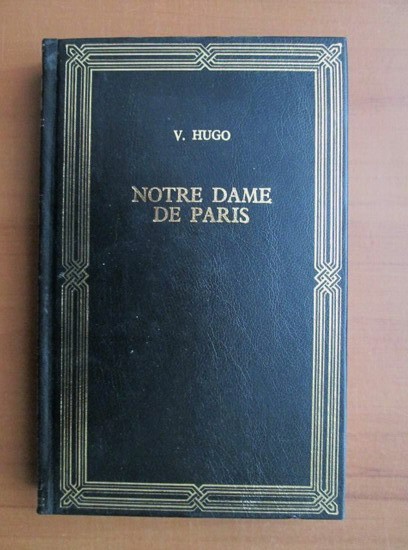 V. HUGO
NOTRE DAME
DE PARIS